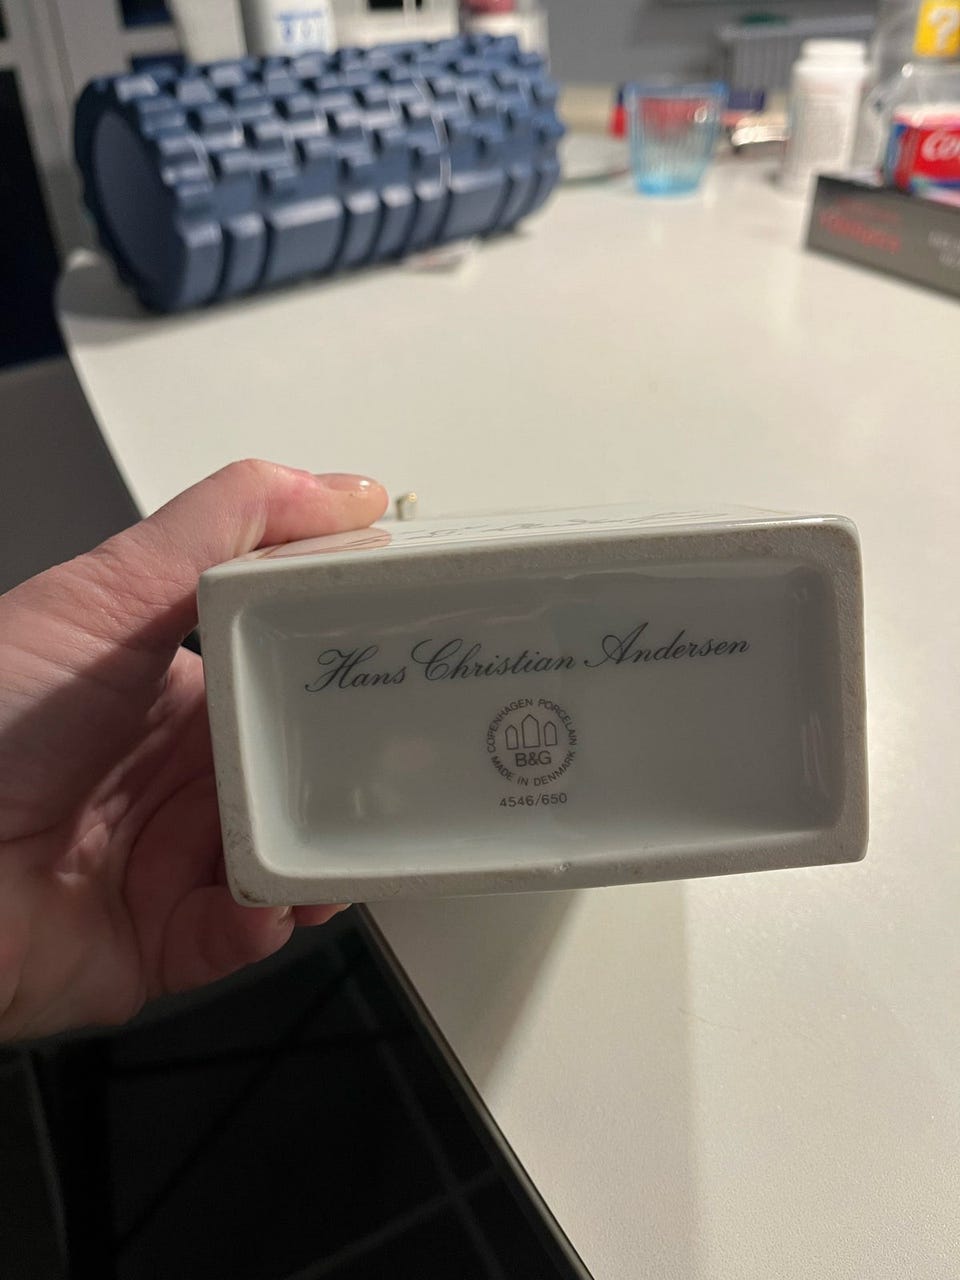 Hans Christian Andersen
COPENHAGEN PORCELAIN
B&G
MADE IN DENMARK
4546/650
?